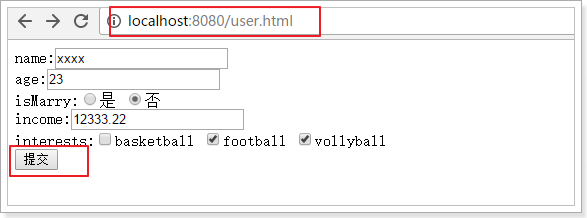 localhost:8080/user.html
name:xxxx
age:23
isMarry: 是 否
income:12333.22
interests: basketball football vollyball
提交